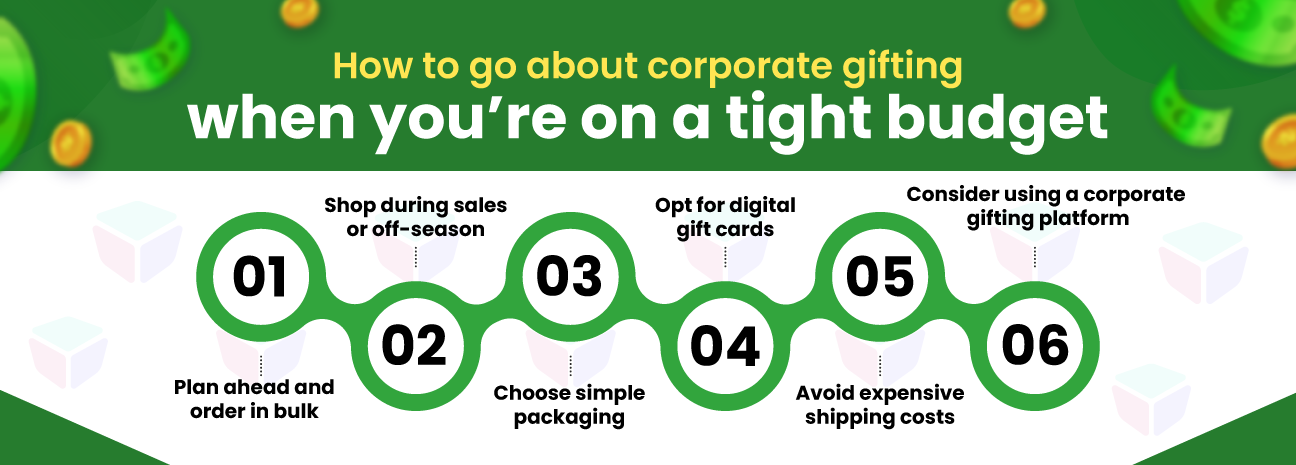 How to go about corporate gifting
when you’re on a tight budget
01
Plan ahead and
order in bulk
Shop during sales
or off-season
02
03
Choose simple
packaging
Opt for digital
gift cards
04
05
Avoid expensive
shipping costs
Consider using a corporate
gifting platform
06